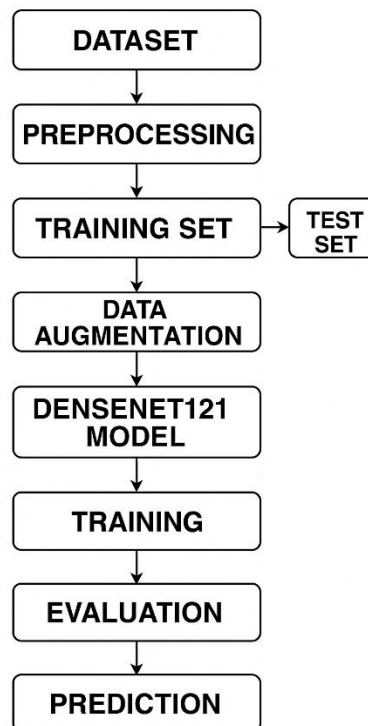 DATASET
PREPROCESSING
TRAINING SET
TEST
SET
DATA
AUGMENTATION
DENSENET121
MODEL
TRAINING
EVALUATION
PREDICTION